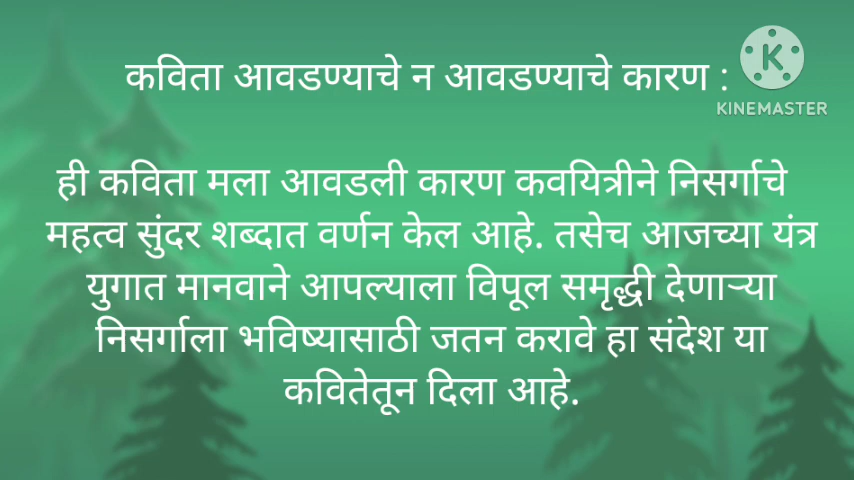 कविता आवडण्याचे न आवडण्याचे कारण :
KINEMASTER
ही कविता मला आवडली कारण कवयित्रीने निसर्गाचे
महत्व सुंदर शब्दात वर्णन केल आहे. तसेच आजच्या यंत्र
युगात मानवाने आपल्याला विपूल समृद्धी देणाऱ्या
निसर्गाला भविष्यासाठी जतन करावे हा संदेश या
कवितेतून दिला आहे.